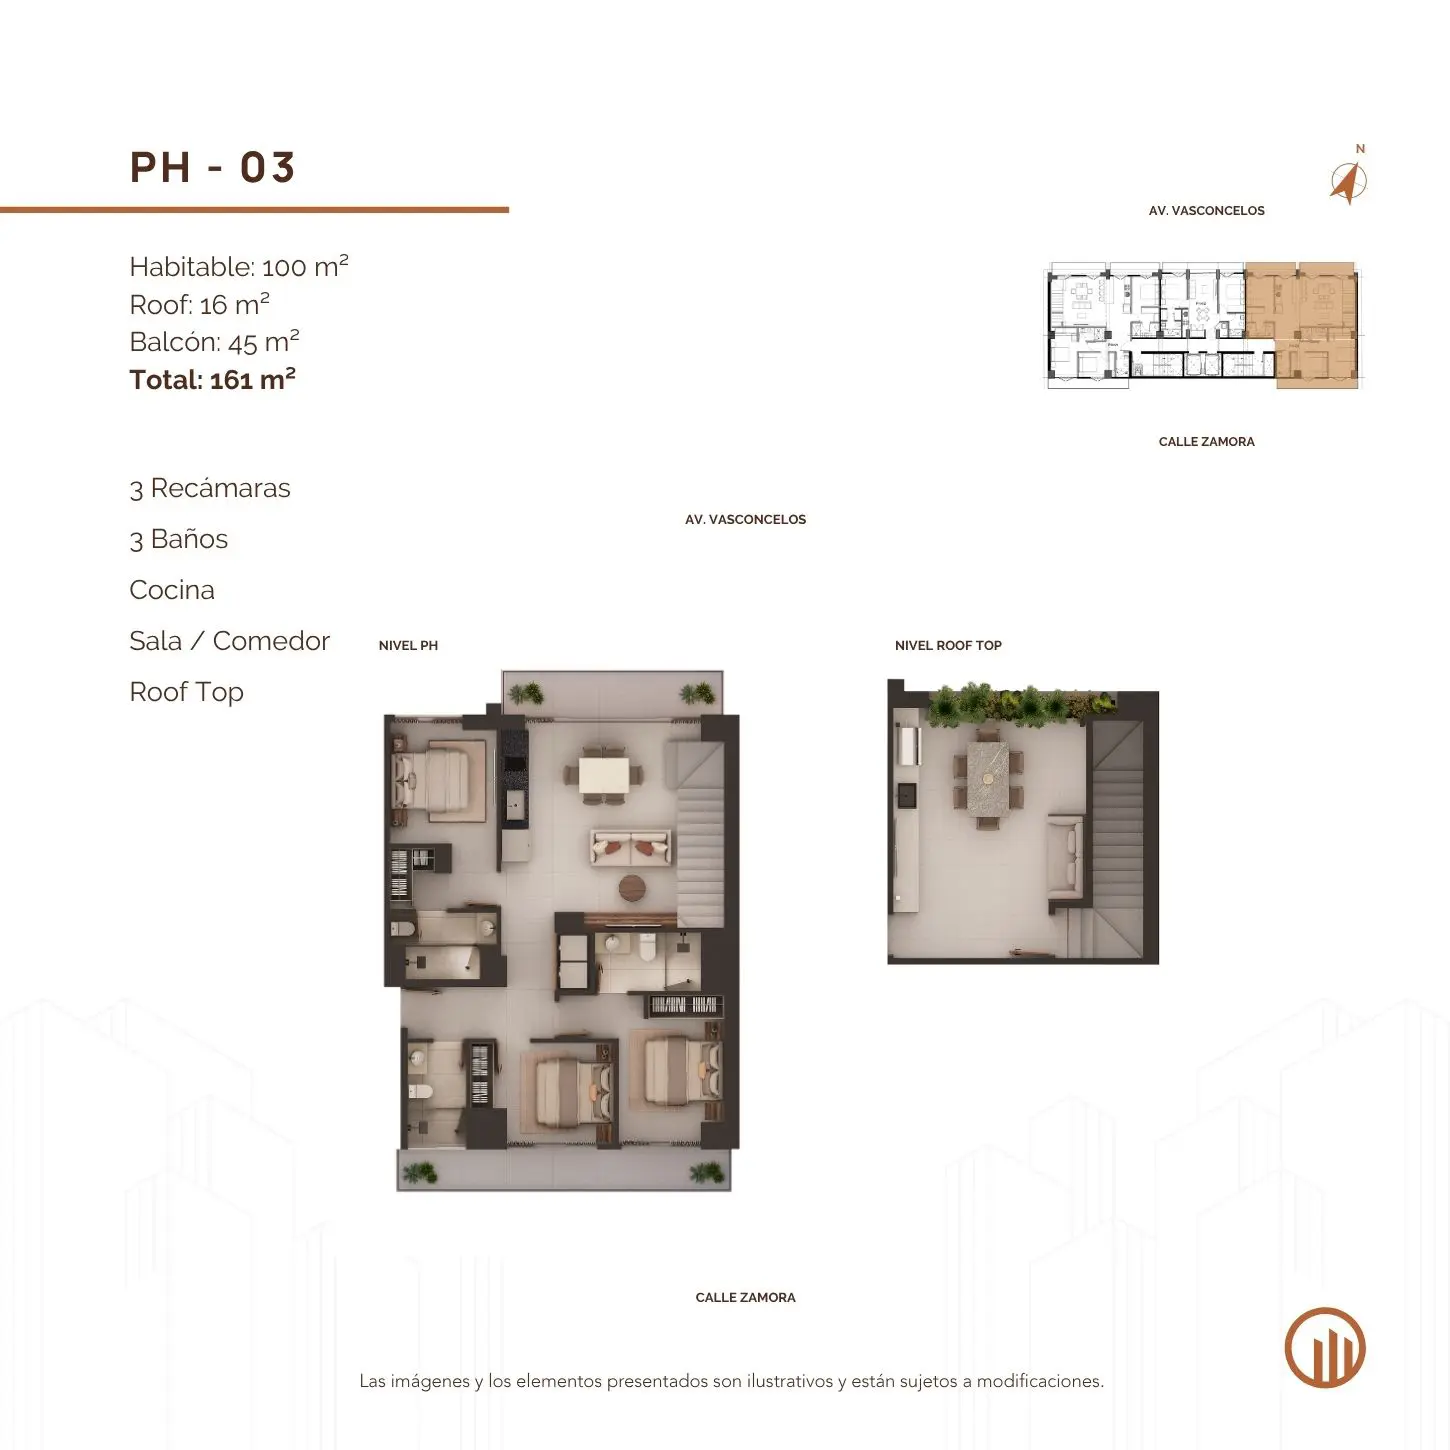 PH - 03
N
AV. VASCONCELOS
Habitable: 100 m²
Roof: 16 m²
Balcón: 45 m²
Total: 161 m²
CALLE ZAMORA
3 Recámaras
3 Baños
Cocina
Sala / Comedor
Roof Top
AV. VASCONCELOS
NIVEL PH
NIVEL ROOF TOP
CALLE ZAMORA
Las imágenes y los elementos presentados son ilustrativos y están sujetos a modificaciones.